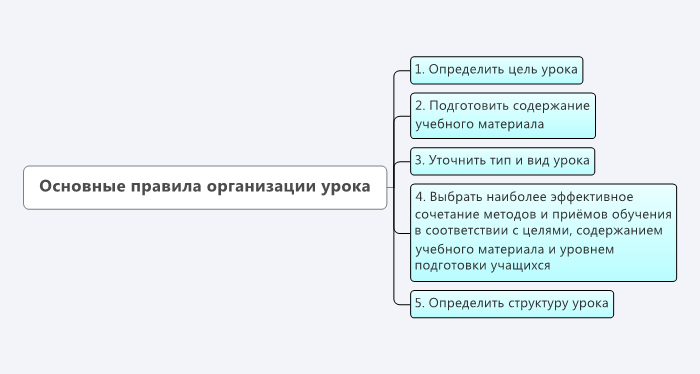 Основные правила организации урока
1. Определить цель урока
2. Подготовить содержание
учебного материала
3. Уточнить тип и вид урока
4. Выбрать наиболее эффективное
сочетание методов и приёмов обучения
в соответствии с целями, содержанием
учебного материала и уровнем
подготовки учащихся
5. Определить структуру урока